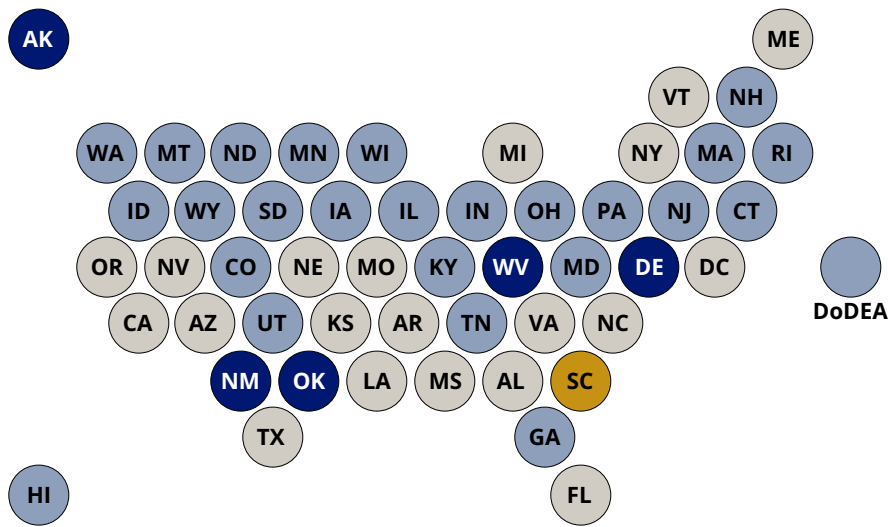 AK ME
VT NH
WA MT ND MN WI MI NY MA RI
ID WY SD IA IL IN OH PA NJ CT
OR NV CO NE MO KY WV MD DE DC
DoDEA
CA AZ UT KS AR TN VA NC
NM OK LA MS AL SC
TX GA
HI FL